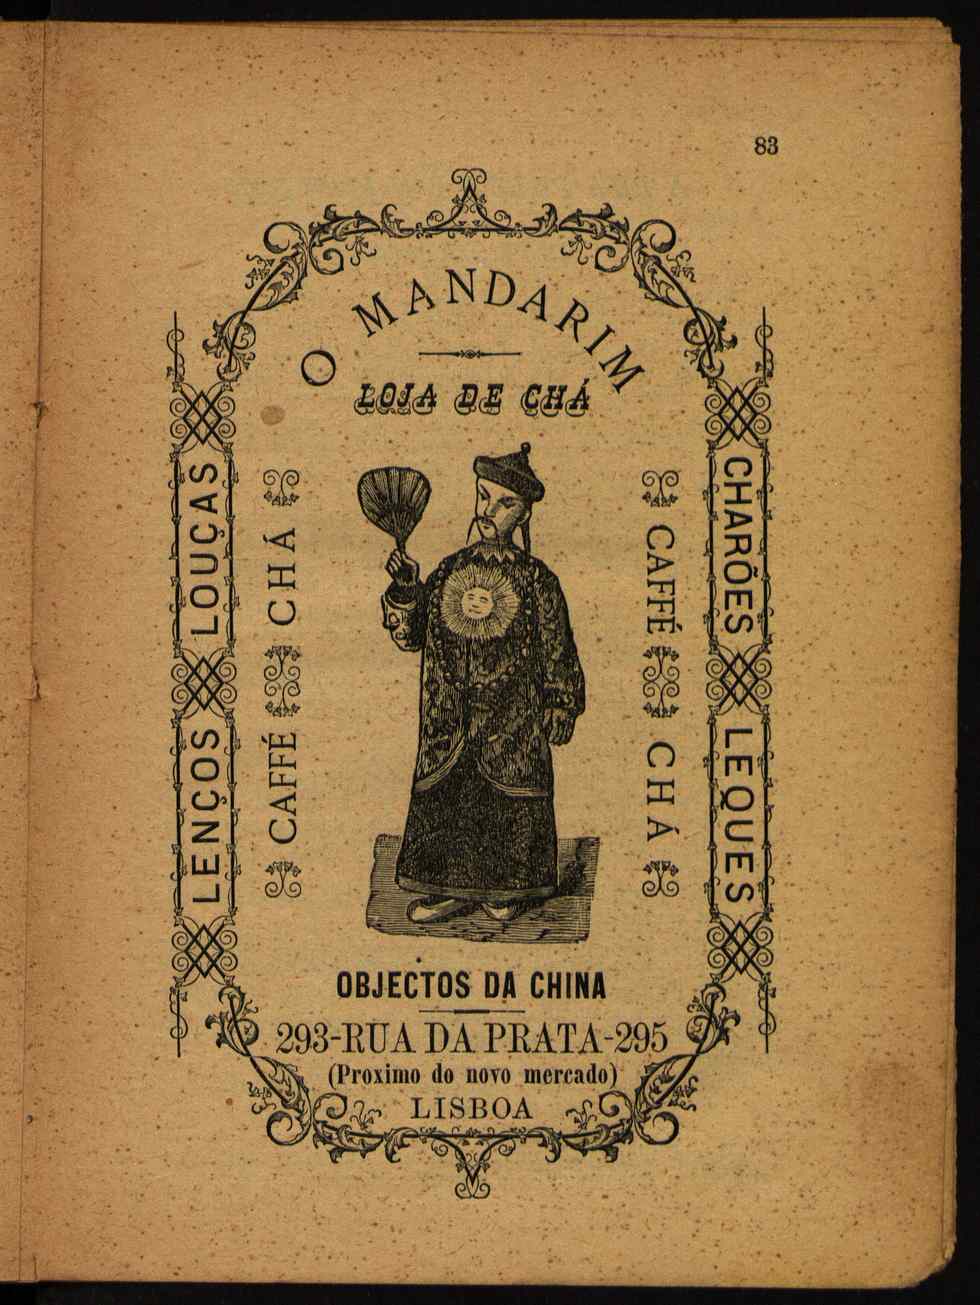 83
O MANDARIM
LOJA DE CHÁ
LENÇOS LOUÇAS
CAFFÉ CHÁ
CAFFÉ CHÁ
CHARÕES LEQUES
OBJECTOS DA CHINA
293-RUA DA PRATA-295
(Proximo do novo mercado)
LISBOA